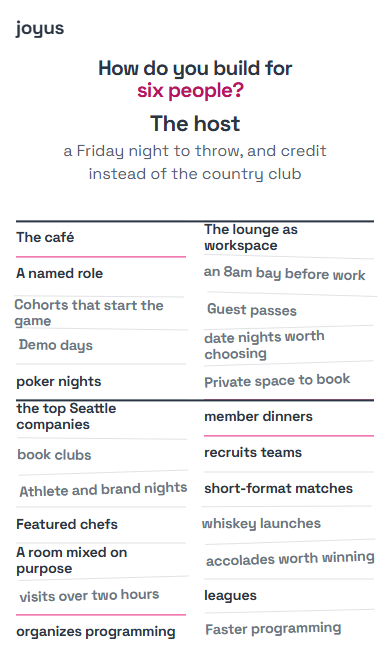 joyus
How do you build for
six people?
The host
a Friday night to throw, and credit
instead of the country club
The café
A named role
Cohorts that start the
game
Demo days
poker nights
The lounge as
workspace
an 8am bay before work
Guest passes
date nights worth
choosing
Private space to book
the top Seattle
companies
book clubs
Athlete and brand nights
Featured chefs
A room mixed on
purpose
visits over two hours
organizes programming
member dinners
recruits teams
short-format matches
whiskey launches
accolades worth winning
leagues
Faster programming